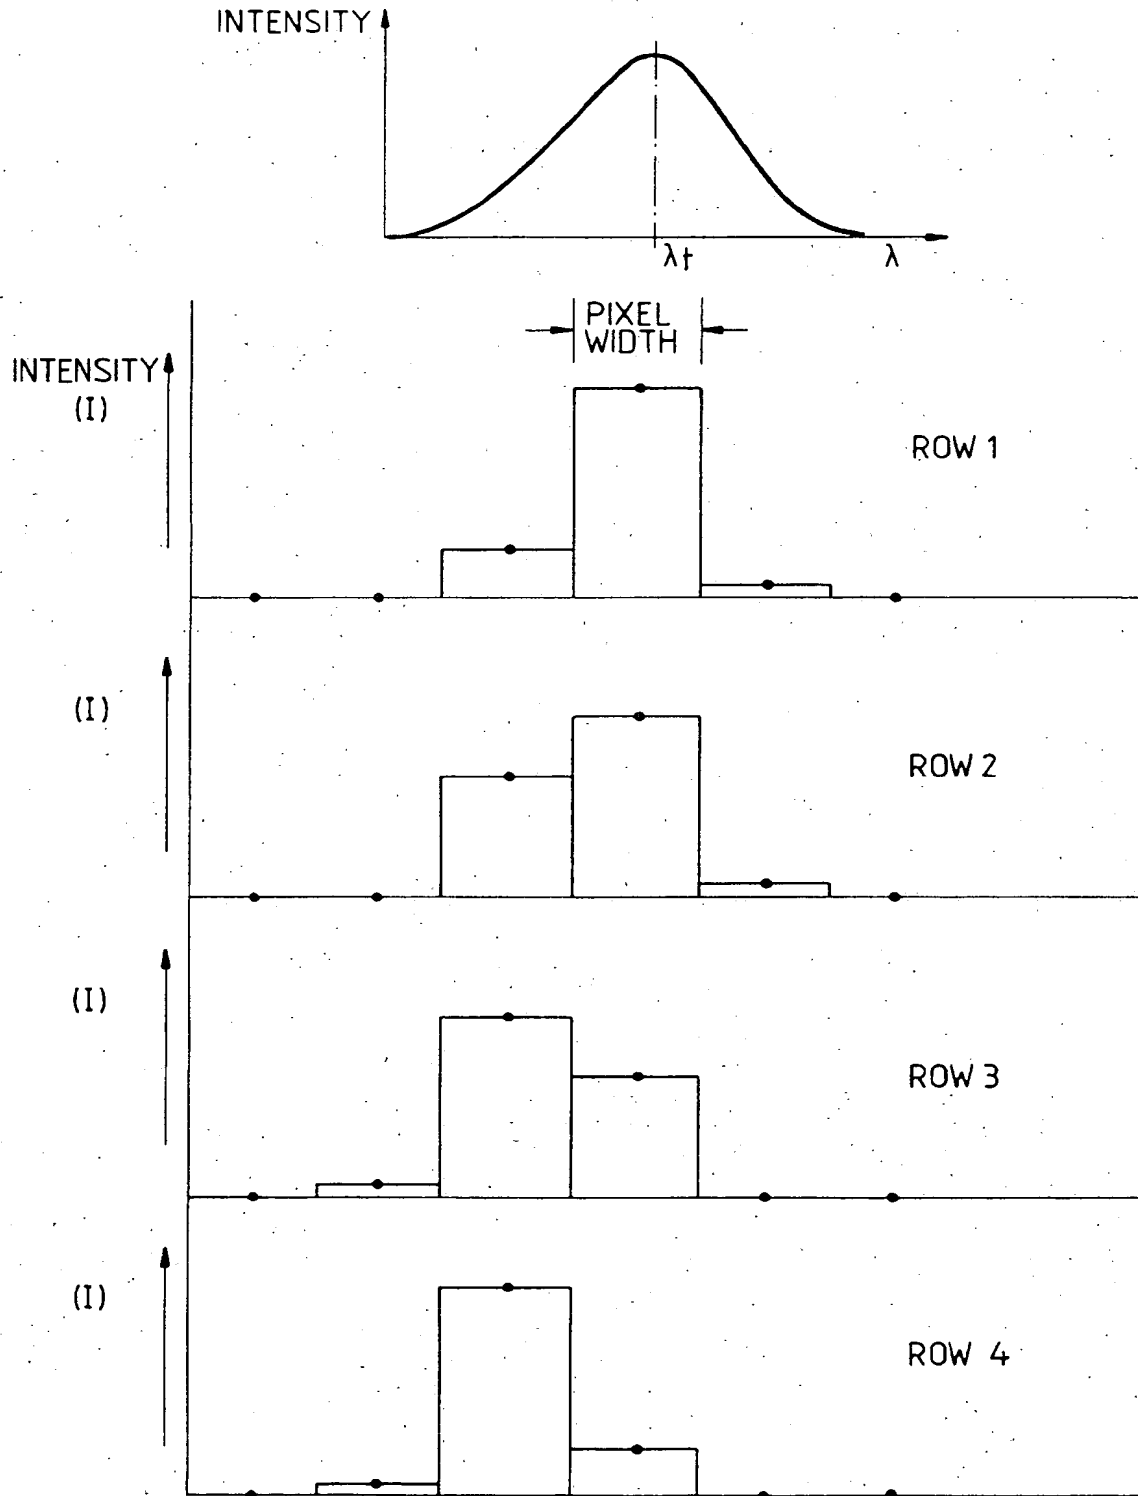 INTENSITY
λt
λ
PIXEL
WIDTH
INTENSITY
(I)
ROW 1
(I)
ROW 2
(I)
ROW 3
(I)
ROW 4